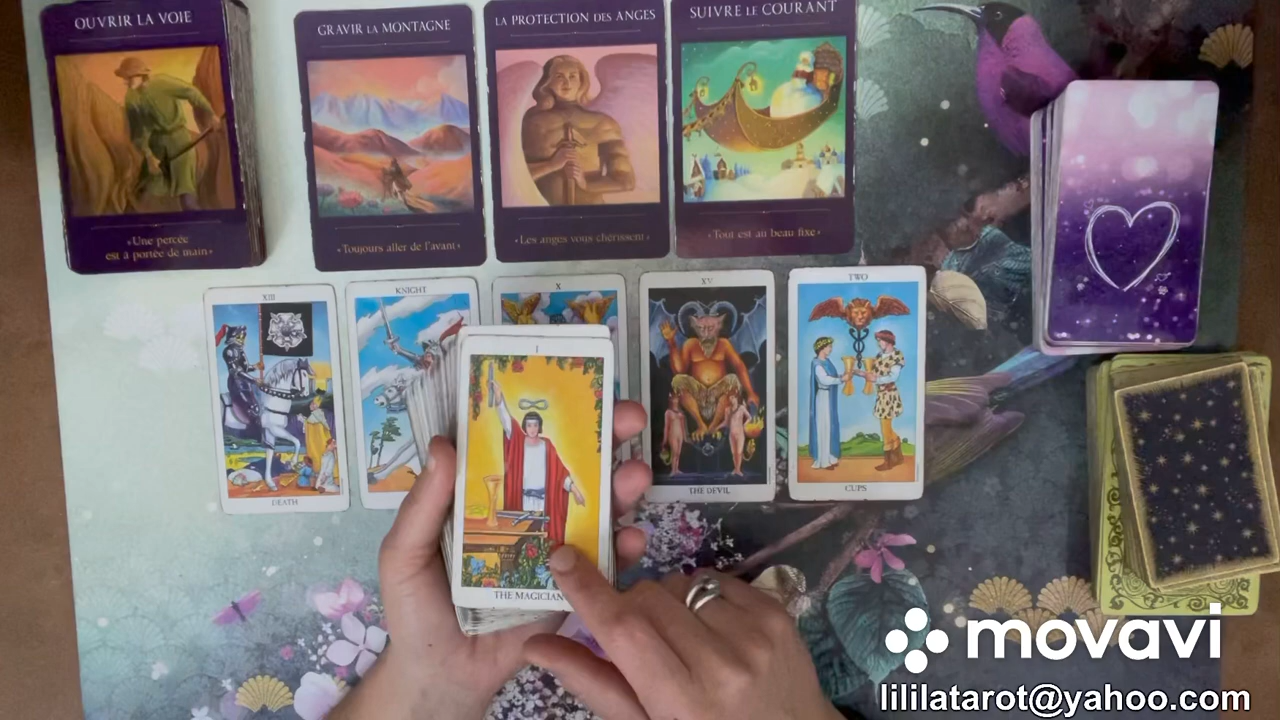 OUVRIR LA VOIE
GRAVIR LA MONTAGNE
LA PROTECTION DES ANGES
SUIVRE LE COURANT
«Une percée
est à portée de main»
«Toujours aller de l'avant»
«Les anges vous chérissent»
«Tout est au beau fixe»
XIII
KNIGHT
X
XV
TWO
DEATH
THE DEVIL
CUPS
I
THE MAGICIAN
movavi
lililatarot@yahoo.com